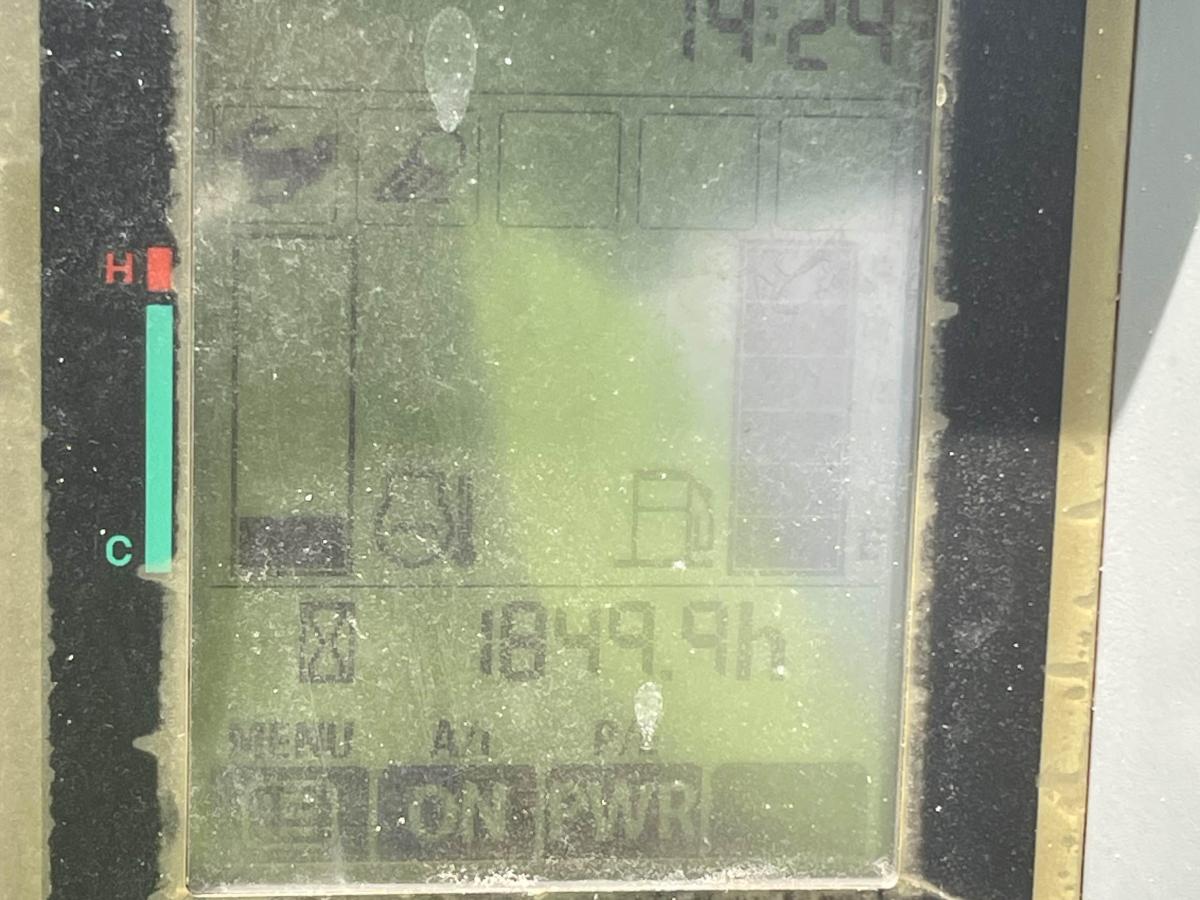 14:24
H
C
1849.9h
MENU A/I P/A
ON PWR